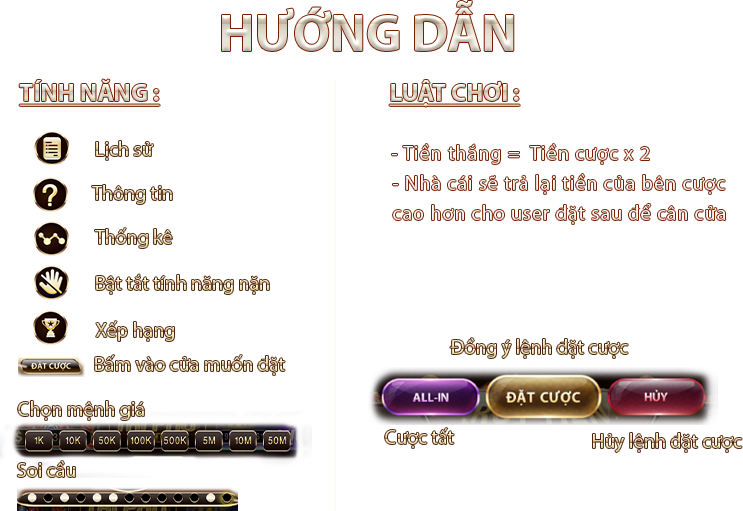 HƯỚNG DẪN
TÍNH NĂNG :
Lịch sử
Thông tin
Thống kê
Bật tắt tính năng nặn
Xếp hạng
ĐẶT CƯỢC
Bấm vào cửa muốn đặt
Chọn mệnh giá
1K 10K 50K 100K 500K 5M 10M 50M
Soi cầu
LUẬT CHƠI :
- Tiền thắng = Tiền cược x 2
- Nhà cái sẽ trả lại tiền của bên cược
cao hơn cho user đặt sau để cân cửa
Đồng ý lệnh đặt cược
ALL-IN ĐẶT CƯỢC HỦY
Cược tất
Hủy lệnh đặt cược